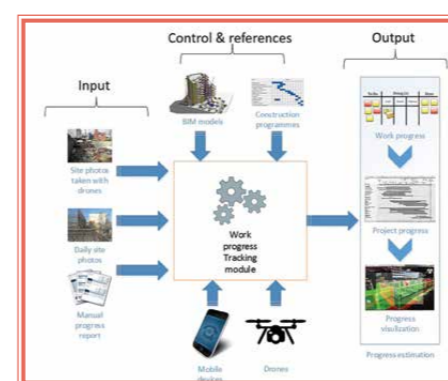 Control & references
Output
Input
BIM models
Construction
programmes
Work progress
Site photos
taken with
drones
Work
progress
Tracking
module
Project progress
Daily site
photos
Manual
progress
report
Progress
visulization
Mobile
devices
Drones
Progress estimation